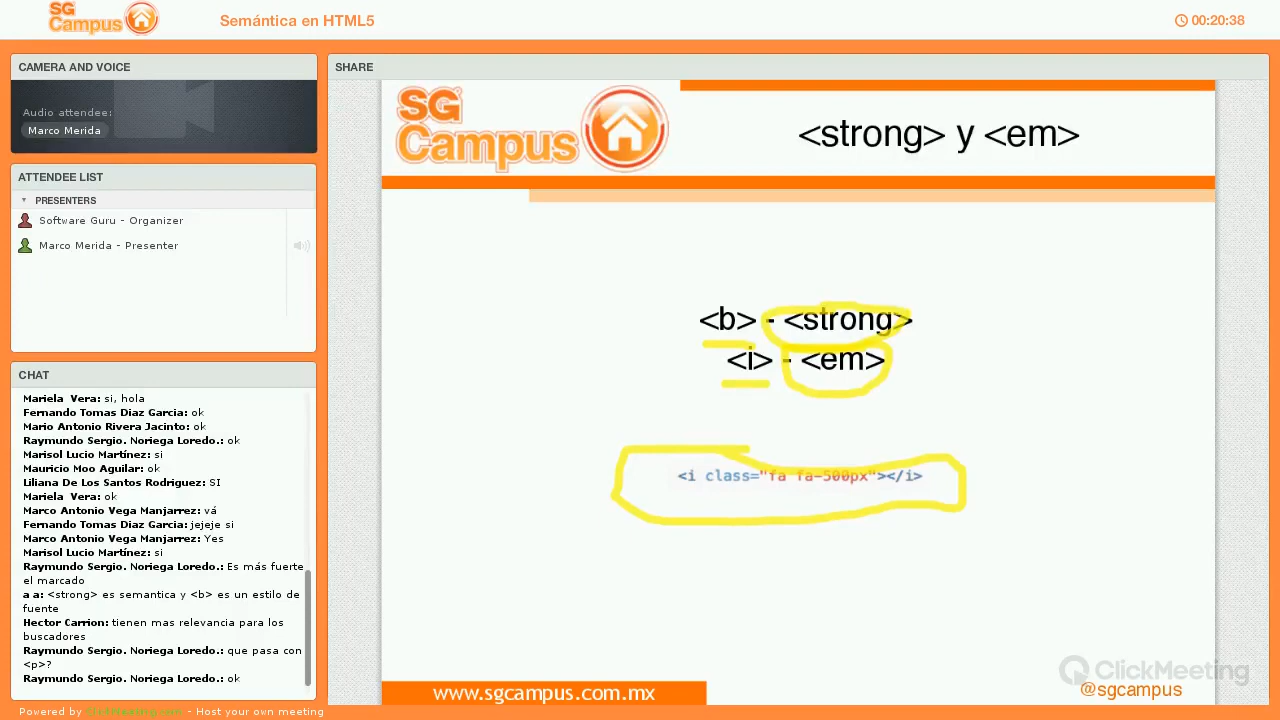 SG
Campus
Semántica en HTML5
00:20:38
CAMERA AND VOICE
Audio attendee:
Marco Merida
ATTENDEE LIST
PRESENTERS
Software Guru - Organizer
Marco Merida - Presenter
CHAT
Mariela Vera: si, hola
Fernando Tomas Diaz Garcia: ok
Mario Antonio Rivera Jacinto: ok
Raymundo Sergio. Noriega Loredo.: ok
Marisol Lucio Martínez: si
Mauricio Moo Aguilar: ok
Liliana De Los Santos Rodriguez: SI
Mariela Vera: ok
Marco Antonio Vega Manjarrez: vá
Fernando Tomas Diaz Garcia: jejeje si
Marco Antonio Vega Manjarrez: Yes
Marisol Lucio Martínez: si
Raymundo Sergio. Noriega Loredo.: Es más fuerte
el marcado
a a: <strong> es semantica y <b> es un estilo de
fuente
Hector Carrion: tienen mas relevancia para los
buscadores
Raymundo Sergio. Noriega Loredo.: que pasa con
<p>?
Raymundo Sergio. Noriega Loredo.: ok
Powered by ClickMeeting.com - Host your own meeting
SHARE
SG
Campus
<strong> y <em>
<b> - <strong>
<i> - <em>
<i class="fa fa-500px"></i>
www.sgcampus.com.mx
ClickMeeting
@sgcampus